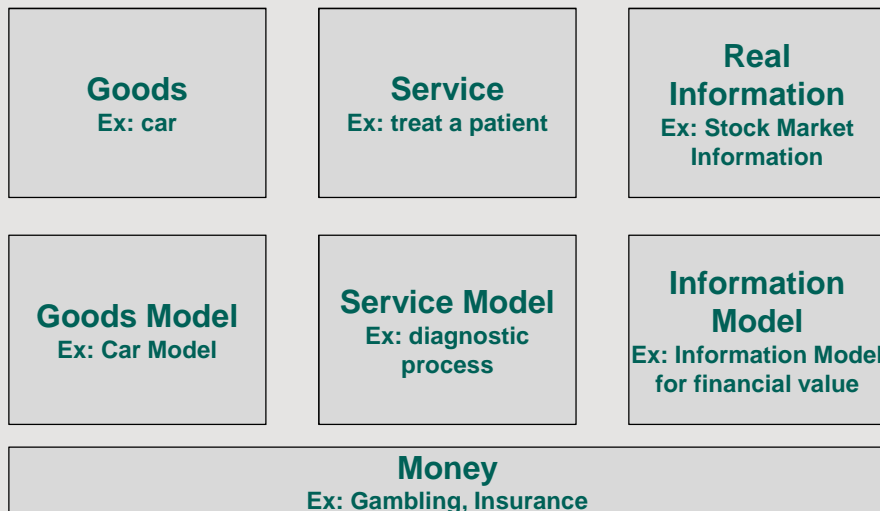 Goods
Ex: car
Service
Ex: treat a patient
Real
Information
Ex: Stock Market
Information
Goods Model
Ex: Car Model
Service Model
Ex: diagnostic
process
Information
Model
Ex: Information Model
for financial value
Money
Ex: Gambling, Insurance